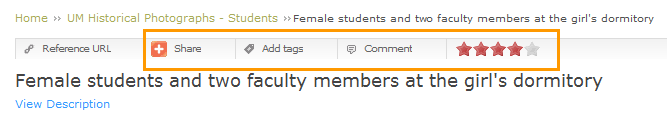 Home ›› UM Historical Photographs - Students ›› Female students and two faculty members at the girl's dormitory
Reference URL Share Add tags Comment
Female students and two faculty members at the girl's dormitory
View Description